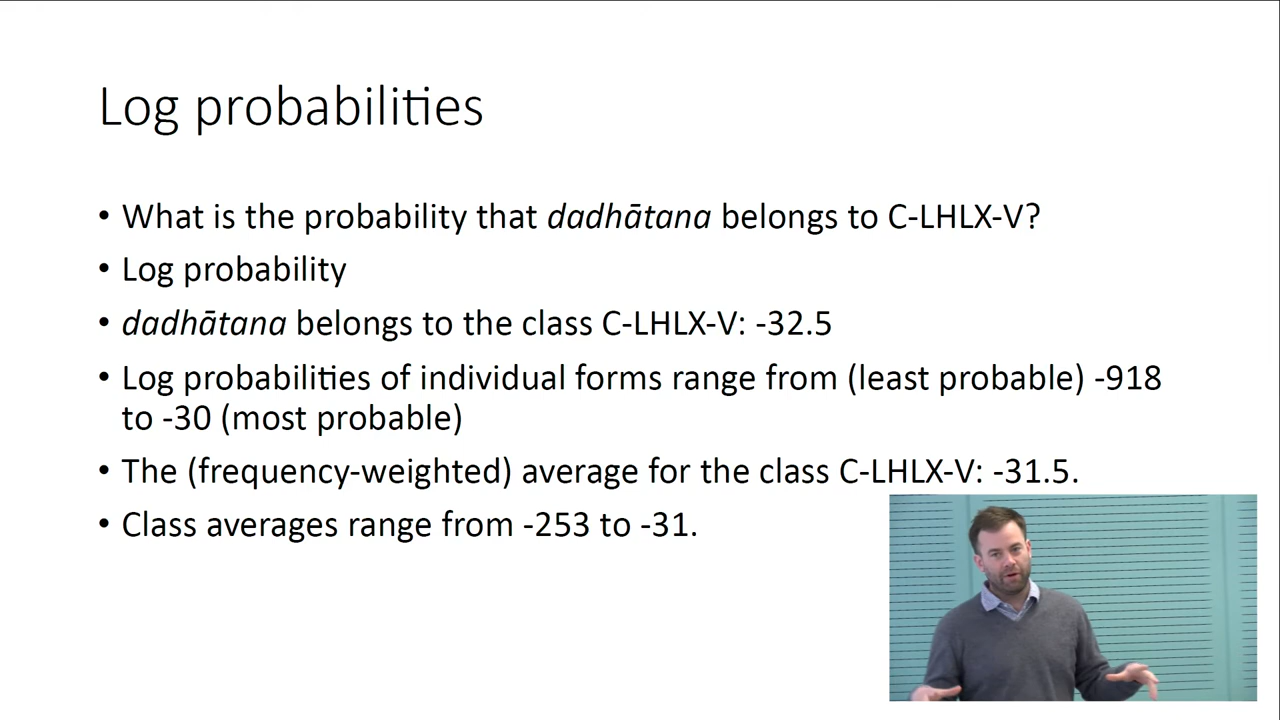 Log probabilities
• What is the probability that dadhātana belongs to C-LHLX-V?
• Log probability
• dadhātana belongs to the class C-LHLX-V: -32.5
• Log probabilities of individual forms range from (least probable) -918
to -30 (most probable)
• The (frequency-weighted) average for the class C-LHLX-V: -31.5.
• Class averages range from -253 to -31.